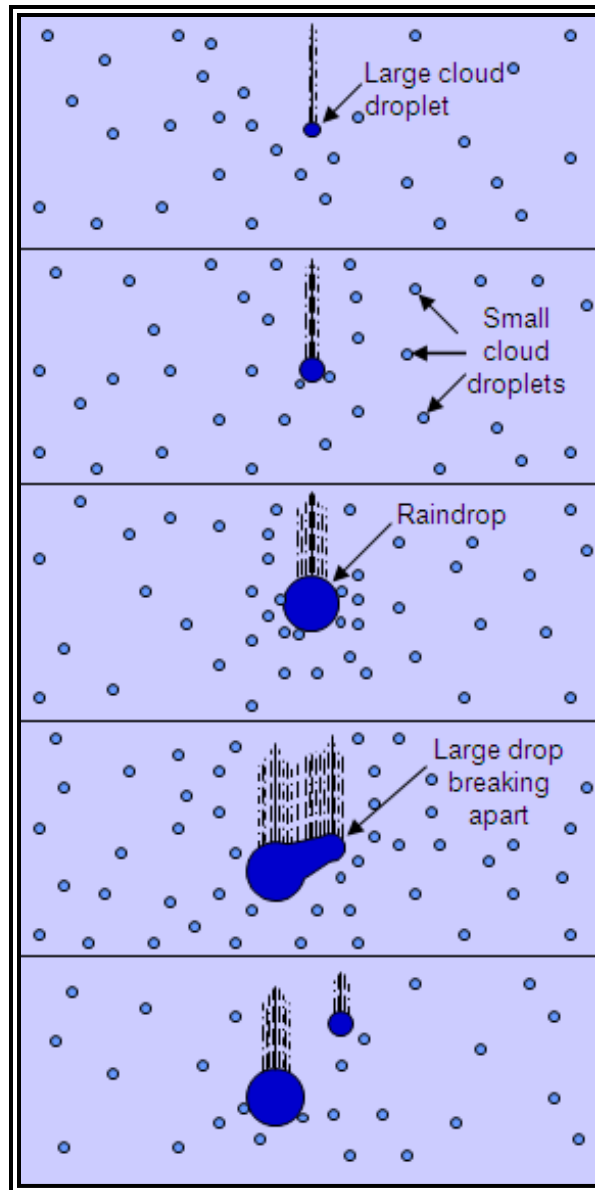 Large cloud
droplet
Small
cloud
droplets
Raindrop
Large drop
breaking
apart